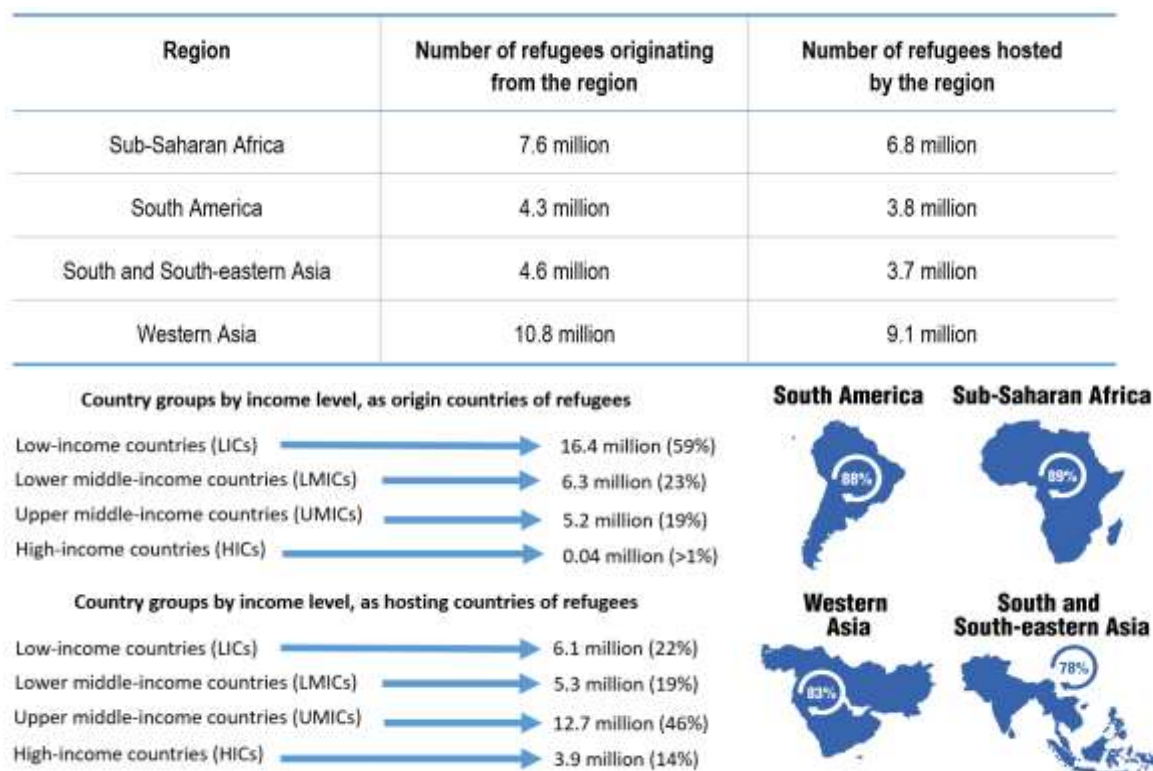 Region
Number of refugees originating
from the region
Number of refugees hosted
by the region
Sub-Saharan Africa 7.6 million 6.8 million
South America 4.3 million 3.8 million
South and South-eastern Asia 4.6 million 3.7 million
Western Asia 10.8 million 9.1 million
Country groups by income level, as origin countries of refugees
Low-income countries (LICs) 16.4 million (59%)
Lower middle-income countries (LMICs) 6.3 million (23%)
Upper middle-income countries (UMICs) 5.2 million (19%)
High-income countries (HICs) 0.04 million (>1%)
Country groups by income level, as hosting countries of refugees
Low-income countries (LICs) 6.1 million (22%)
Lower middle-income countries (LMICs) 5.3 million (19%)
Upper middle-income countries (UMICs) 12.7 million (46%)
High-income countries (HICs) 3.9 million (14%)
South America
88%
Sub-Saharan Africa
89%
Western
Asia
83%
South and
South-eastern Asia
78%